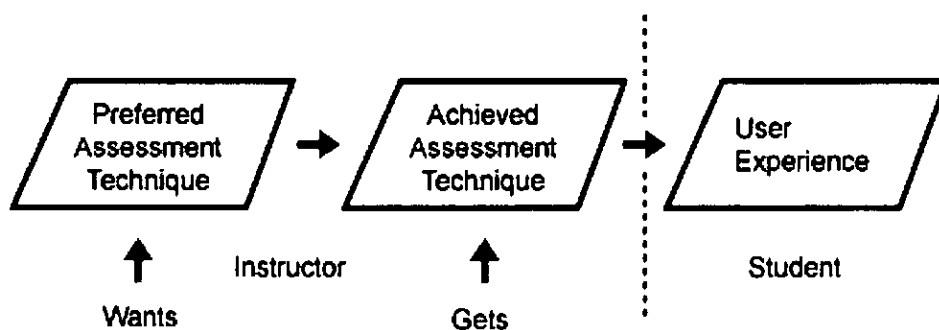 Preferred
Assessment
Technique
Achieved
Assessment
Technique
User
Experience
Instructor
Student
Wants
Gets